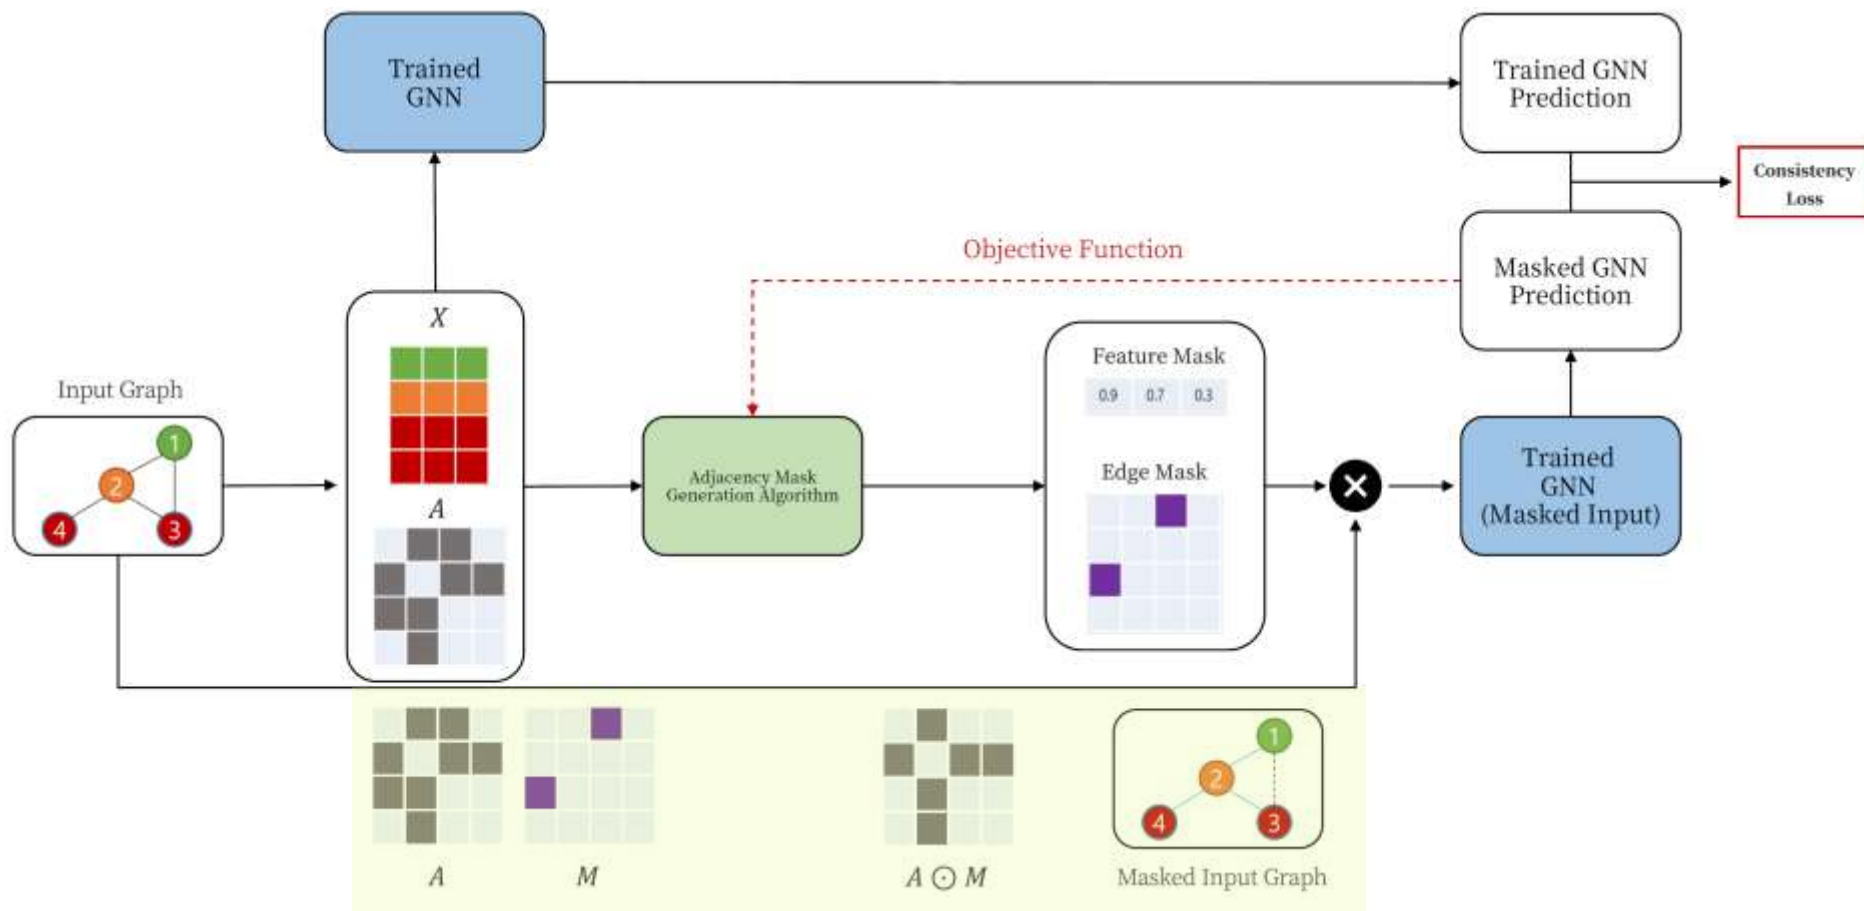 Trained
GNN
Trained GNN
Prediction
Consistency
Loss
Objective Function
Masked GNN
Prediction
X
Feature Mask
0.9 0.7 0.3
Input Graph
1
2
4 3
A
Adjacency Mask
Generation Algorithm
Edge Mask
Trained
GNN
(Masked Input)
1
2
4 3
A M A ⊙ M Masked Input Graph